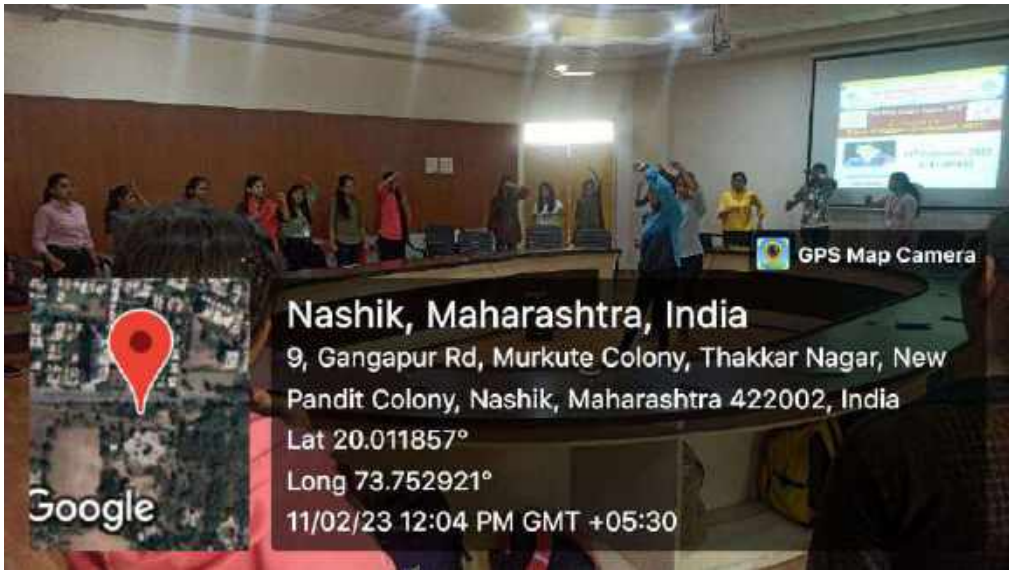 GPS Map Camera
Nashik, Maharashtra, India
9, Gangapur Rd, Murkute Colony, Thakkar Nagar, New
Pandit Colony, Nashik, Maharashtra 422002, India
Lat 20.011857°
Long 73.752921°
11/02/23 12:04 PM GMT +05:30
Google